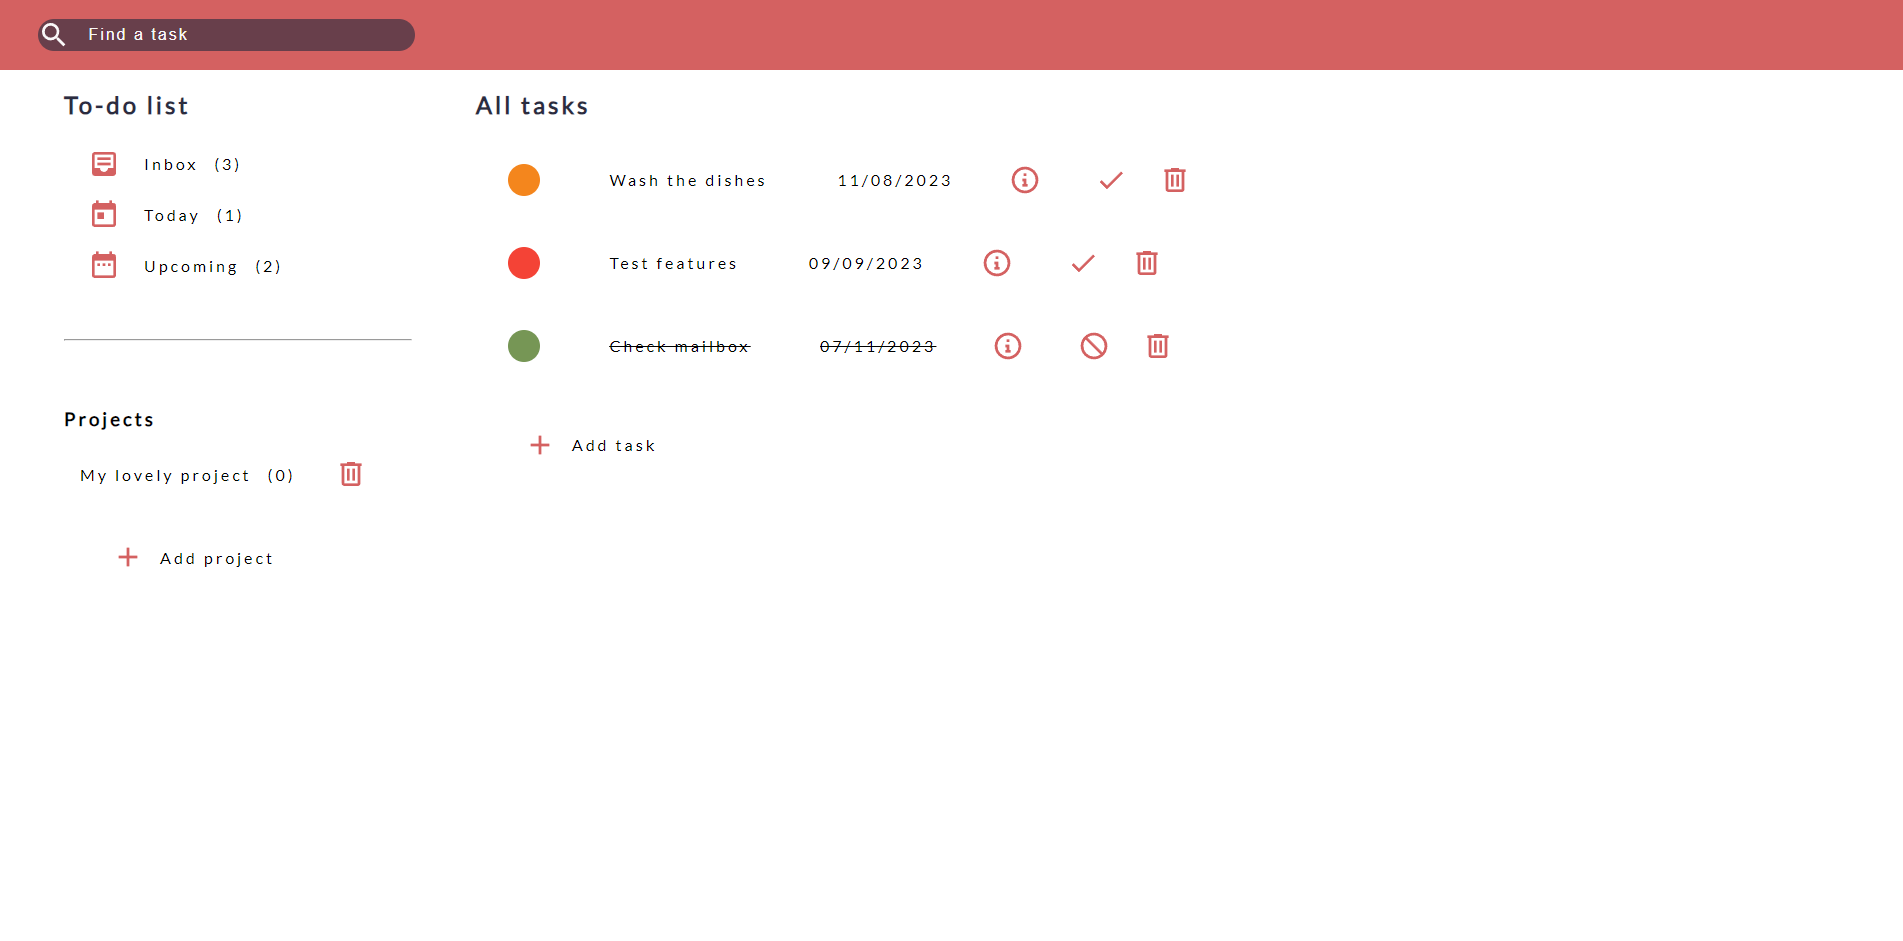 Find a task
To-do list
Inbox (3)
Today (1)
Upcoming (2)
Projects
My lovely project (0)
Add project
All tasks
Wash the dishes 11/08/2023
Test features 09/09/2023
Check mailbox 07/11/2023
Add task